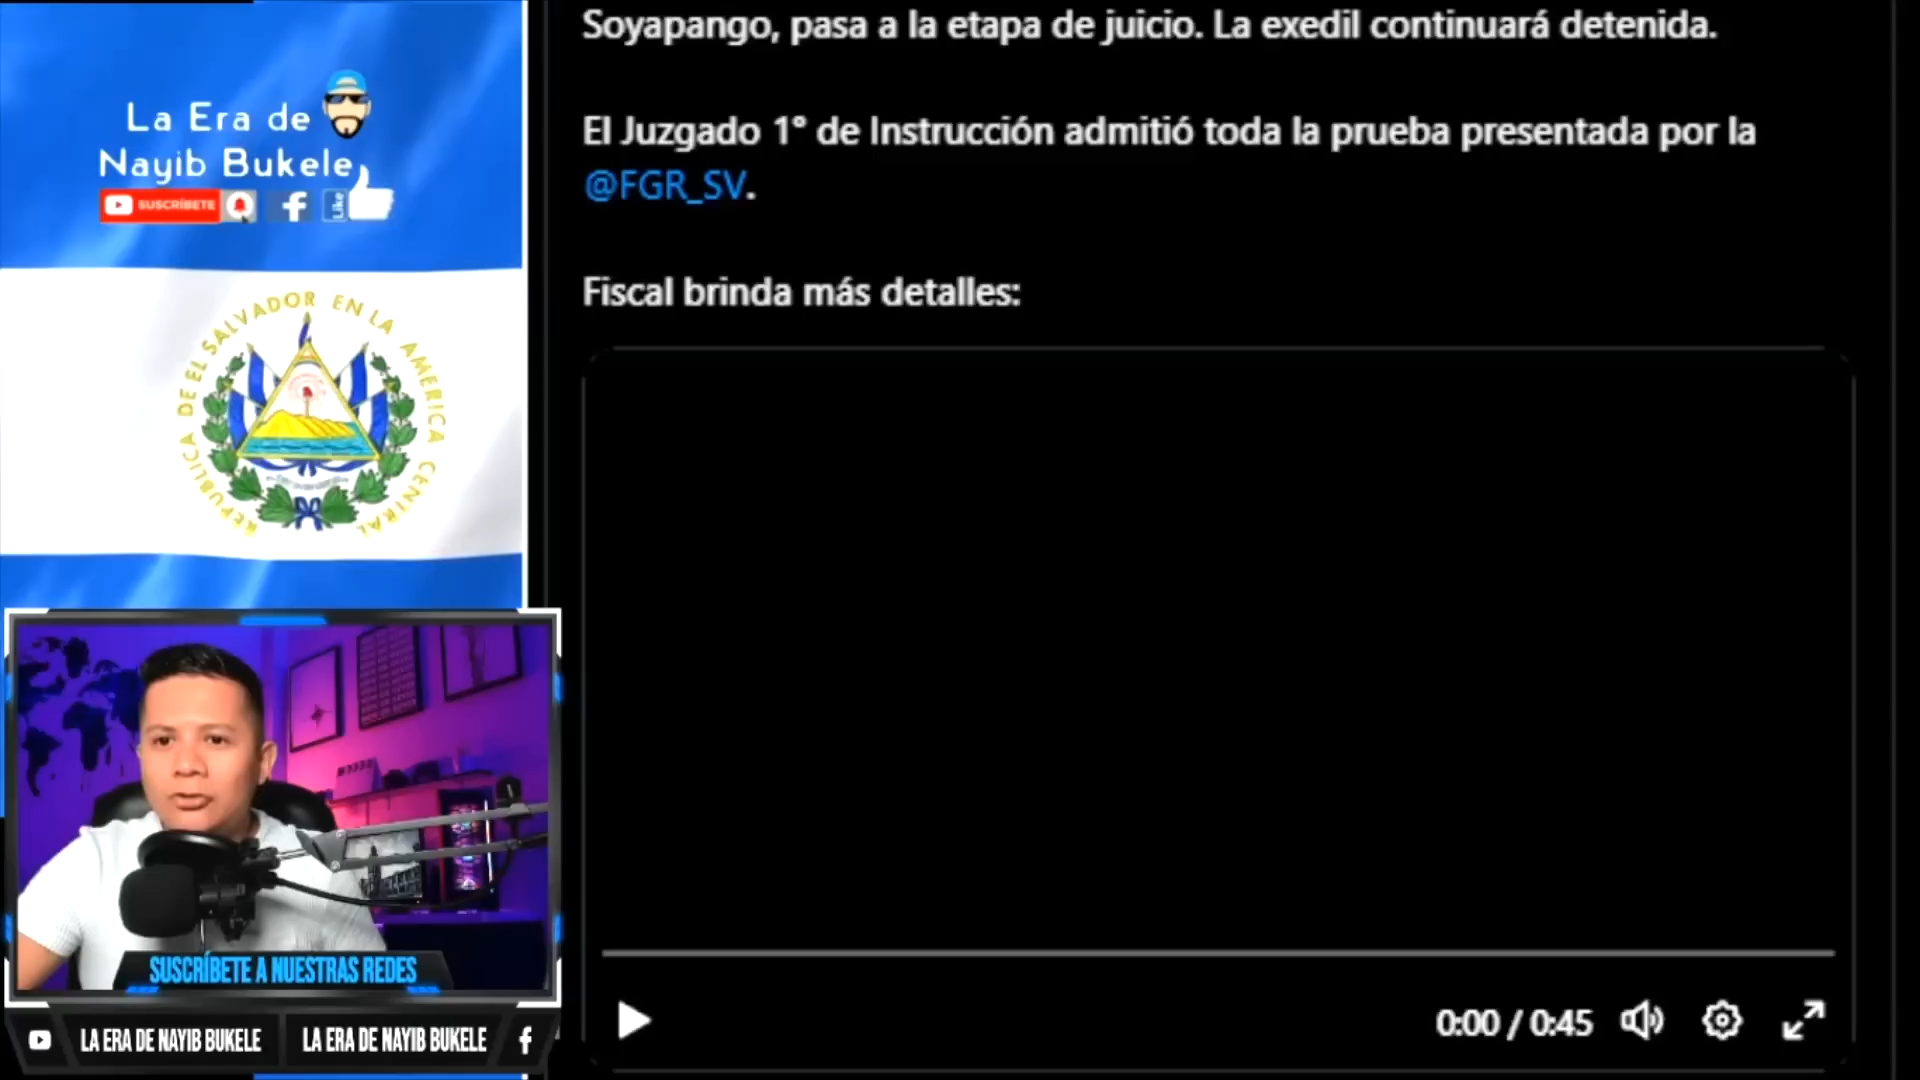 Soyapango, pasa a la etapa de juicio. La exedil continuará detenida.
El Juzgado 1° de Instrucción admitió toda la prueba presentada por la
@FGR_SV.
Fiscal brinda más detalles:
0:00 / 0:45
La Era de
Nayib Bukele
SUSCRÍBETE
Like
REPUBLICA DE EL SALVADOR EN LA AMERICA CENTRAL
SUSCRÍBETE A NUESTRAS REDES
LA ERA DE NAYIB BUKELE
LA ERA DE NAYIB BUKELE